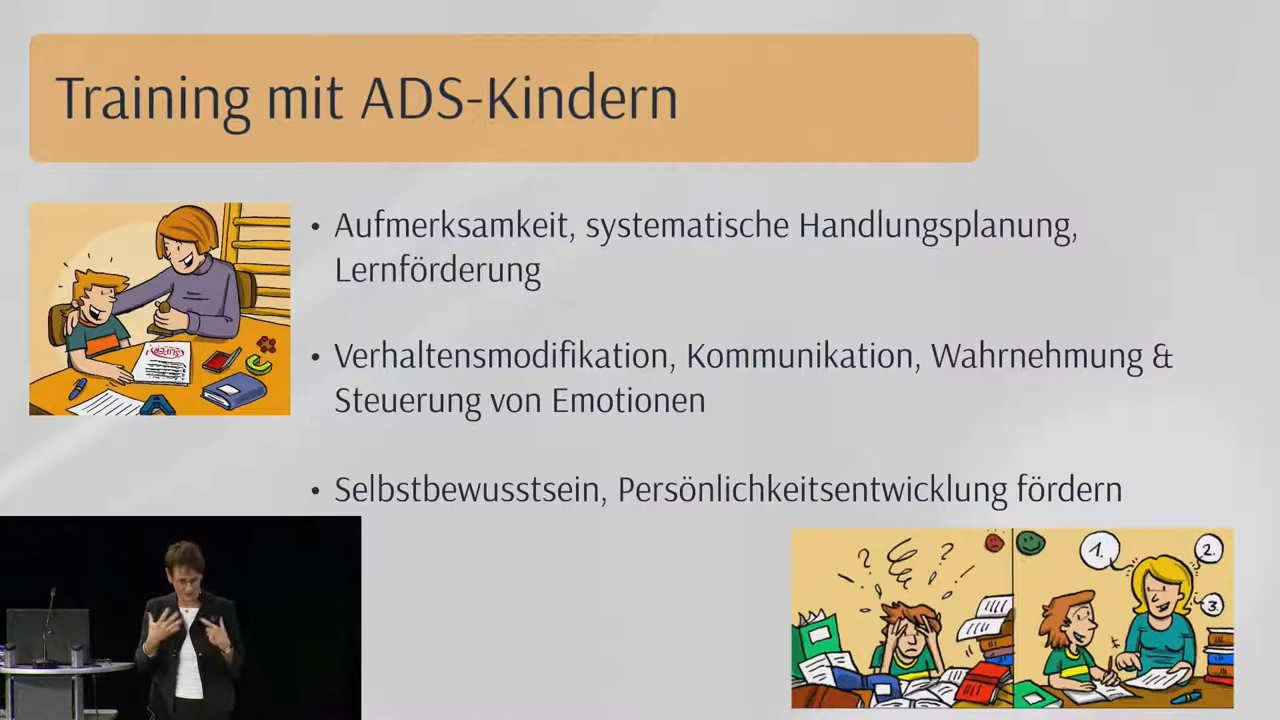 Training mit ADS-Kindern
• Aufmerksamkeit, systematische Handlungsplanung,
Lernförderung
• Verhaltensmodifikation, Kommunikation, Wahrnehmung &
Steuerung von Emotionen
• Selbstbewusstsein, Persönlichkeitsentwicklung fördern
? ? ! !
1.
2.
3.